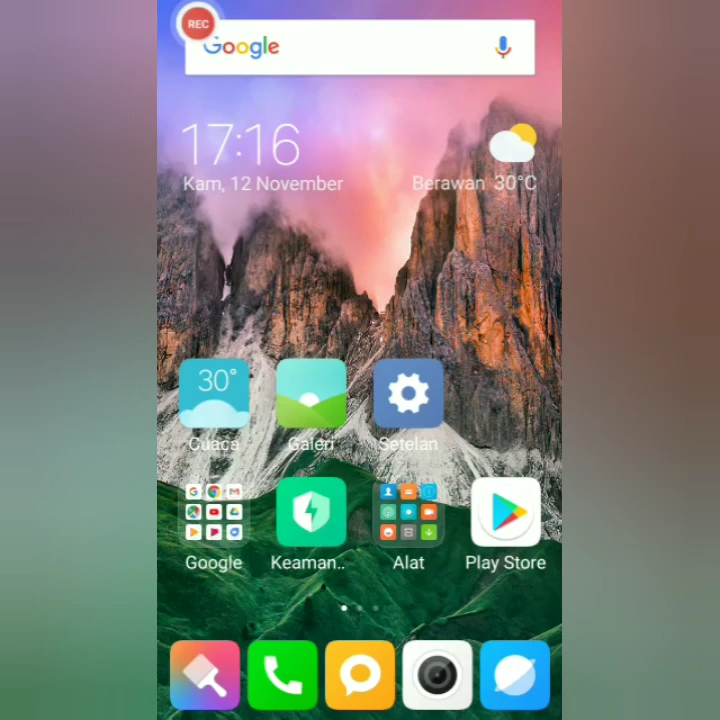 REC
Google
17:16
Kam, 12 November
Berawan 30°C
30°
Cuaca
Galeri
Setelan
Google
Keaman..
Alat
Play Store